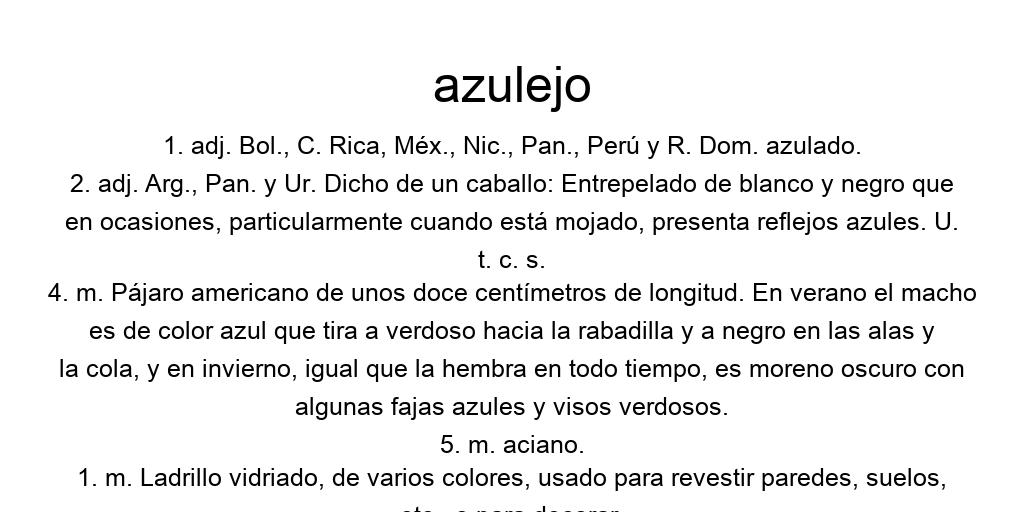 azulejo
1. adj. Bol., C. Rica, Méx., Nic., Pan., Perú y R. Dom. azulado.
2. adj. Arg., Pan. y Ur. Dicho de un caballo: Entrepelado de blanco y negro que
en ocasiones, particularmente cuando está mojado, presenta reflejos azules. U.
t. c. s.
4. m. Pájaro americano de unos doce centímetros de longitud. En verano el macho
es de color azul que tira a verdoso hacia la rabadilla y a negro en las alas y
la cola, y en invierno, igual que la hembra en todo tiempo, es moreno oscuro con
algunas fajas azules y visos verdosos.
5. m. aciano.
1. m. Ladrillo vidriado, de varios colores, usado para revestir paredes, suelos,
etc., o para decorar.